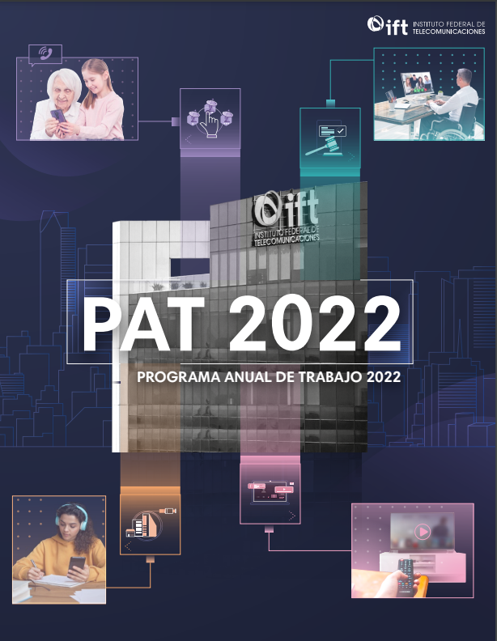 ift INSTITUTO FEDERAL DE
TELECOMUNICACIONES
ift
INSTITUTO FEDERAL DE
TELECOMUNICACIONES
PAT 2022
PROGRAMA ANUAL DE TRABAJO 2022